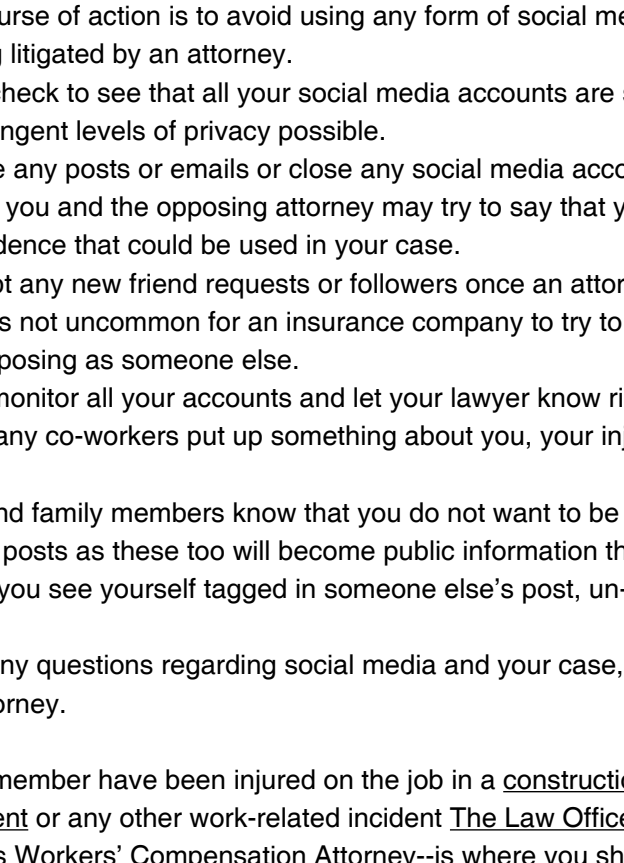 urse of action is to avoid using any form of social me
litigated by an attorney.
check to see that all your social media accounts are
ngent levels of privacy possible.
any posts or emails or close any social media acco
you and the opposing attorney may try to say that y
dence that could be used in your case.
ot any new friend requests or followers once an attor
s not uncommon for an insurance company to try to
posing as someone else.
monitor all your accounts and let your lawyer know ri
any co-workers put up something about you, your inj
nd family members know that you do not want to be
posts as these too will become public information th
you see yourself tagged in someone else's post, un-
ny questions regarding social media and your case,
orney.
member have been injured on the job in a constructi
ent or any other work-related incident The Law Office
s Workers' Compensation Attorney--is where you sh